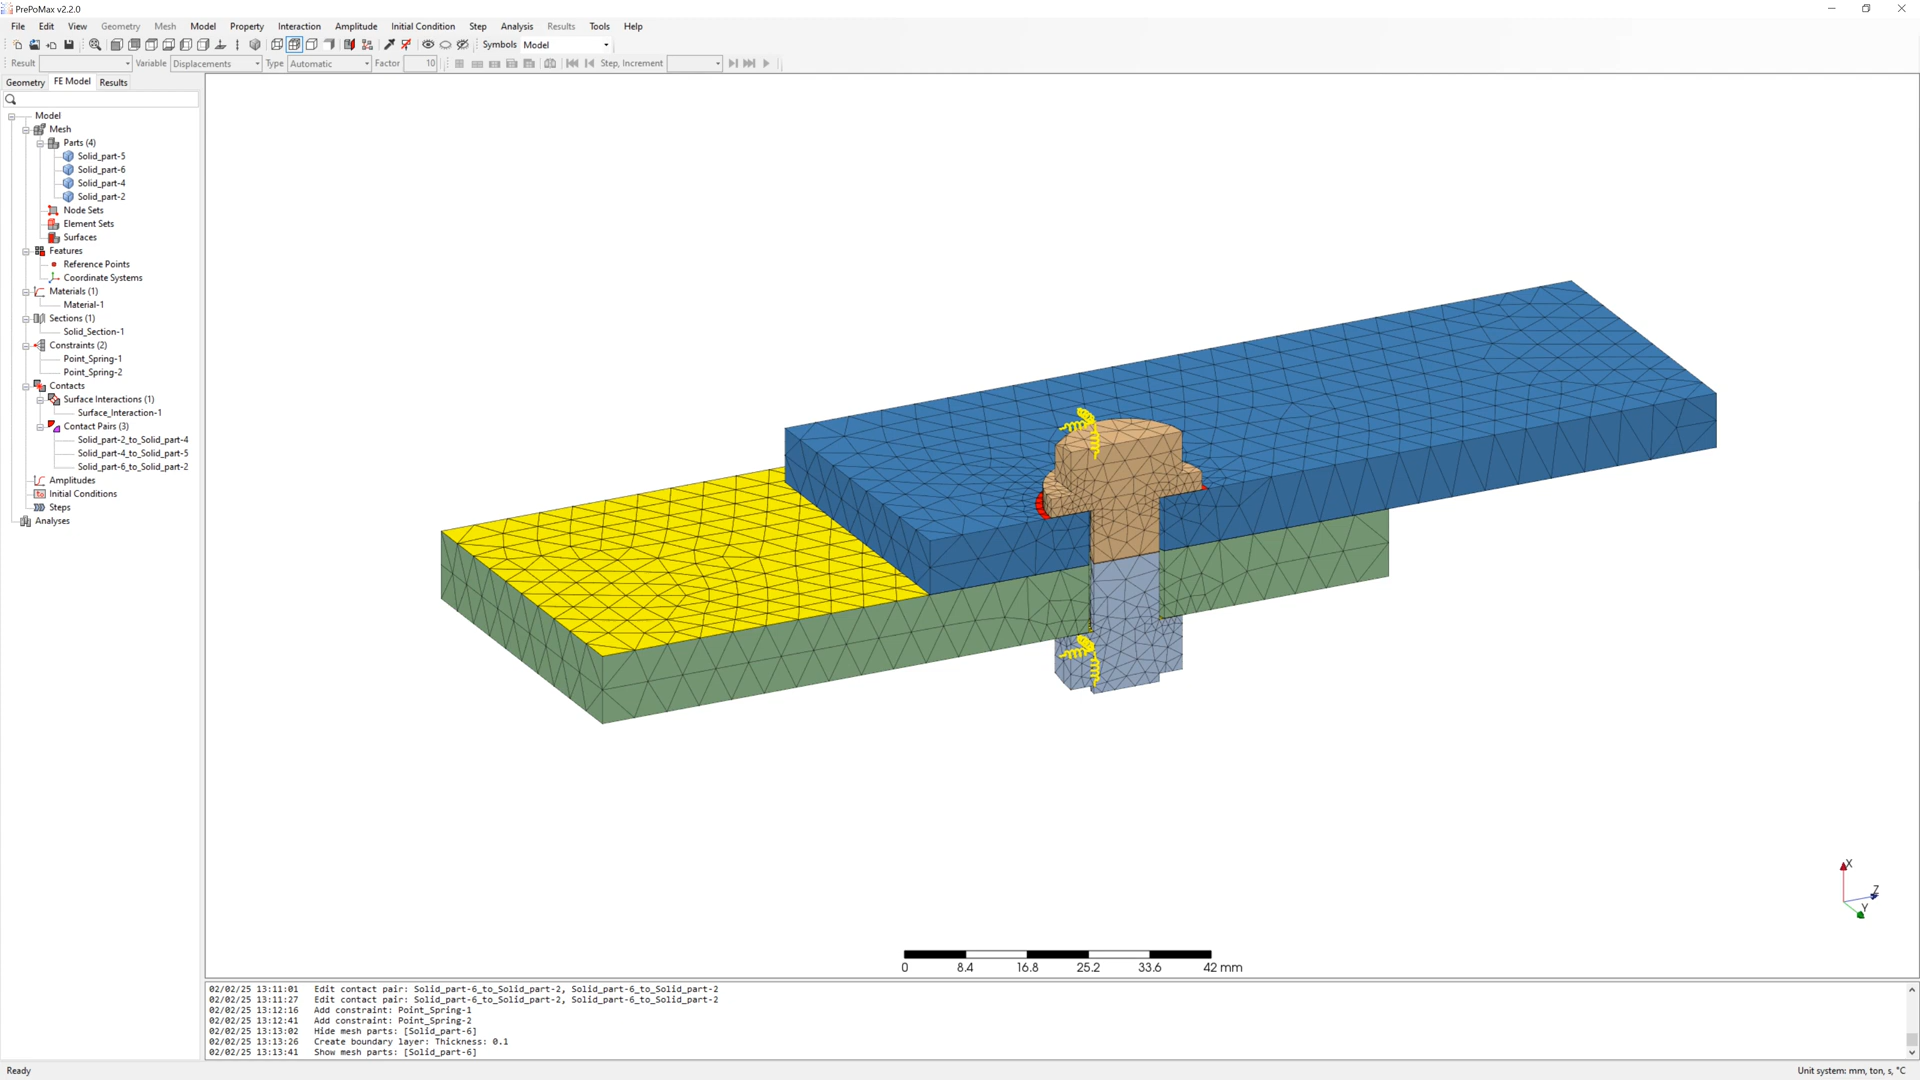 PrePoMax v2.2.0
File Edit View Geometry Mesh Model Property Interaction Amplitude Initial Condition Step Analysis Results Tools Help
Symbols Model
Result Variable Displacements Type Automatic Factor 10 Step, Increment
Geometry FE Model Results
Model
Mesh
Parts (4)
Solid_part-5
Solid_part-6
Solid_part-4
Solid_part-2
Node Sets
Element Sets
Surfaces
Features
Reference Points
Coordinate Systems
Materials (1)
Material-1
Sections (1)
Solid_Section-1
Constraints (2)
Point_Spring-1
Point_Spring-2
Contacts
Surface Interactions (1)
Surface_Interaction-1
Contact Pairs (3)
Solid_part-2_to_Solid_part-4
Solid_part-4_to_Solid_part-5
Solid_part-6_to_Solid_part-2
Amplitudes
Initial Conditions
Steps
Analyses
X
Z
Y
0 8.4 16.8 25.2 33.6 42 mm
02/02/25 13:11:01 Edit contact pair: Solid_part-6_to_Solid_part-2, Solid_part-6_to_Solid_part-2
02/02/25 13:11:27 Edit contact pair: Solid_part-6_to_Solid_part-2, Solid_part-6_to_Solid_part-2
02/02/25 13:12:16 Add constraint: Point_Spring-1
02/02/25 13:12:41 Add constraint: Point_Spring-2
02/02/25 13:13:02 Hide mesh parts: [Solid_part-6]
02/02/25 13:13:26 Create boundary layer: Thickness: 0.1
02/02/25 13:13:41 Show mesh parts: [Solid_part-6]
Ready
Unit system: mm, ton, s, °C